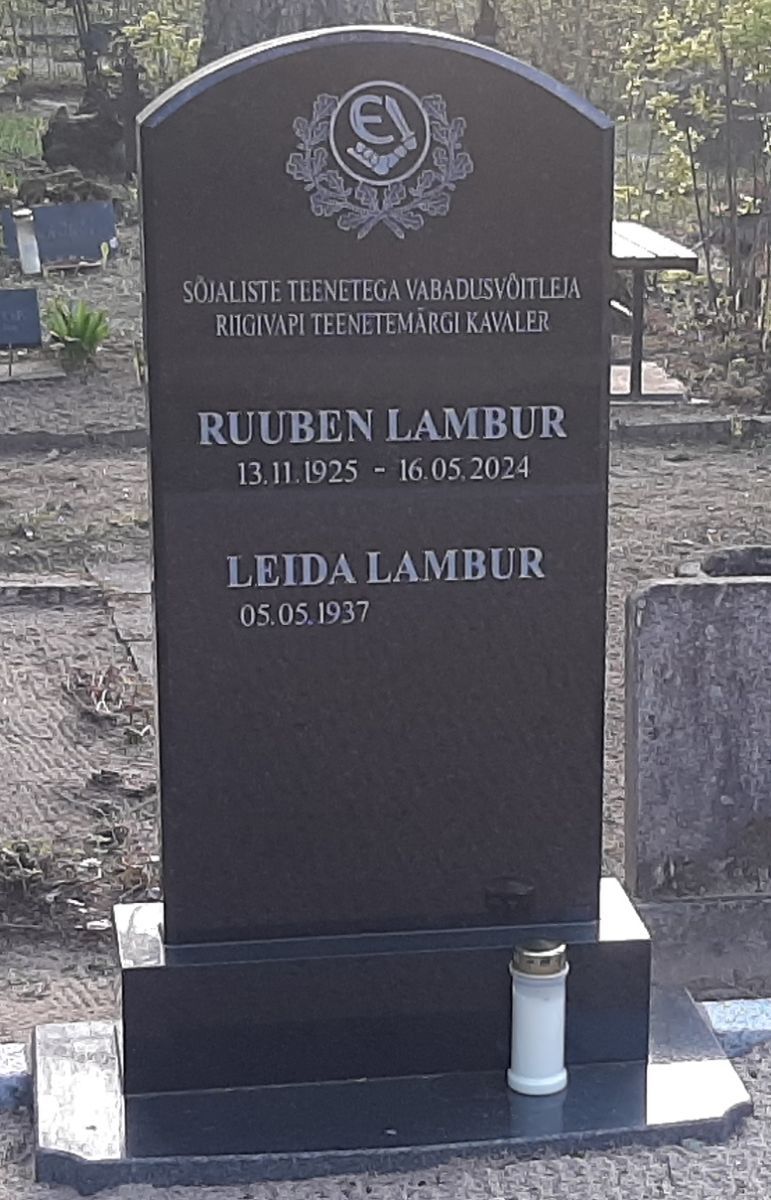 E
SÕJALISTE TEENETEGA VABADUSVÕITLEJA
RIIGIVAPI TEENETEMÄRGI KAVALER
RUUBEN LAMBUR
13.11.1925 - 16.05.2024
LEIDA LAMBUR
05.05.1937